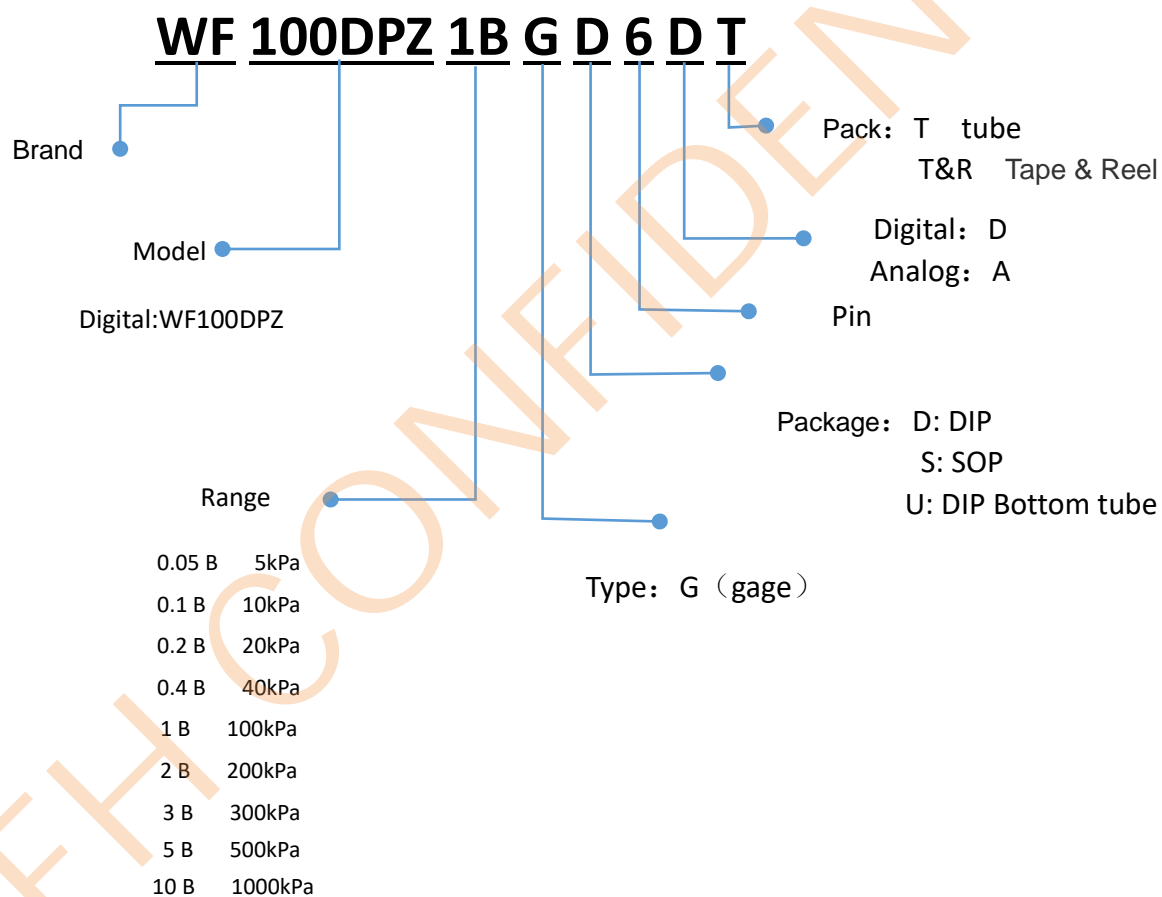 WF 100DPZ 1B G D 6 D T
Brand
Pack：T tube
T&R Tape & Reel
Model
Digital：D
Analog：A
Digital:WF100DPZ
Pin
Package：D: DIP
S: SOP
U: DIP Bottom tube
Range
Type：G（gage）
0.05 B 5kPa
0.1 B 10kPa
0.2 B 20kPa
0.4 B 40kPa
1 B 100kPa
2 B 200kPa
3 B 300kPa
5 B 500kPa
10 B 1000kPa
FH CONFIDEN